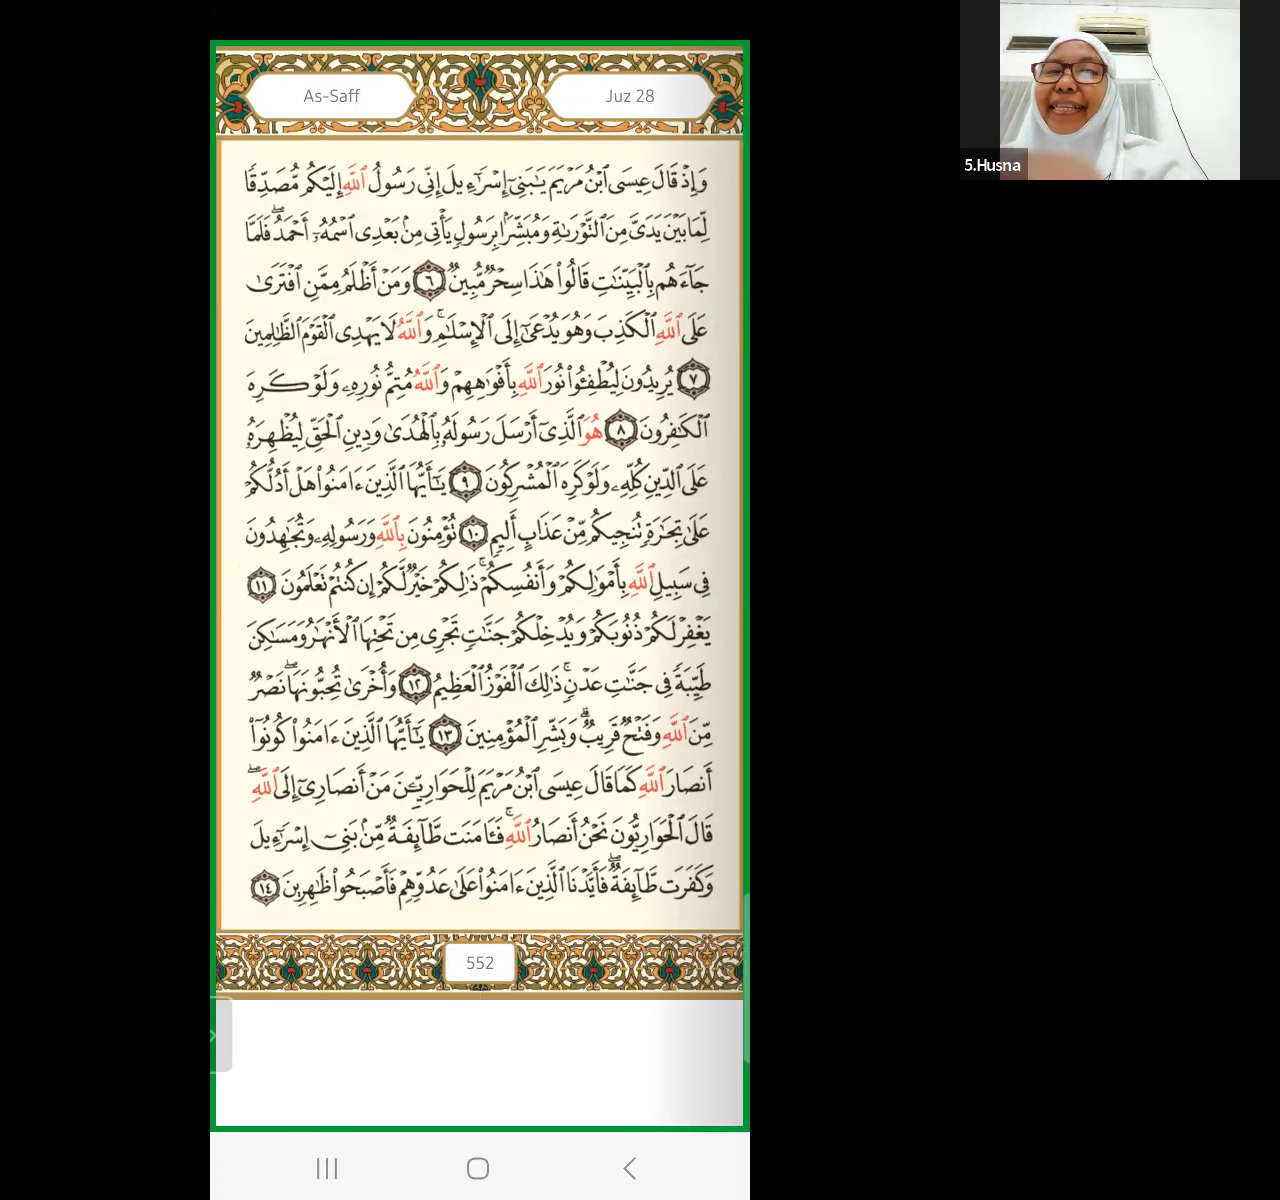 As-Saff
Juz 28
وَإِذْ قَالَ عِيسَى ٱبْنُ مَرْيَمَ يَـٰبَنِىٓ إِسْرَٰٓءِيلَ إِنِّى رَسُولُ ٱللَّهِ إِلَيْكُم مُّصَدِّقًا
لِّمَا بَيْنَ يَدَىَّ مِنَ ٱلتَّوْرَىٰةِ وَمُبَشِّرًۢا بِرَسُولٍ يَأْتِى مِنۢ بَعْدِى ٱسْمُهُۥٓ أَحْمَدُ ۖ فَلَمَّا
جَآءَهُم بِٱلْبَيِّنَـٰتِ قَالُوا۟ هَـٰذَا سِحْرٌ مُّبِينٌ ٦ وَمَنْ أَظْلَمُ مِمَّنِ ٱفْتَرَىٰ
عَلَى ٱللَّهِ ٱلْكَذِبَ وَهُوَ يُدْعَىٰٓ إِلَى ٱلْإِسْلَـٰمِ ۚ وَٱللَّهُ لَا يَهْدِى ٱلْقَوْمَ ٱلظَّـٰلِمِينَ
٧ يُرِيدُونَ لِيُطْفِـُٔوا۟ نُورَ ٱللَّهِ بِأَفْوَٰهِهِمْ وَٱللَّهُ مُتِمُّ نُورِهِۦ وَلَوْ كَرِهَ
ٱلْكَـٰفِرُونَ ٨ هُوَ ٱلَّذِىٓ أَرْسَلَ رَسُولَهُۥ بِٱلْهُدَىٰ وَدِينِ ٱلْحَقِّ لِيُظْهِرَهُۥ
عَلَى ٱلدِّينِ كُلِّهِۦ وَلَوْ كَرِهَ ٱلْمُشْرِكُونَ ٩ يَـٰٓأَيُّهَا ٱلَّذِينَ ءَامَنُوا۟ هَلْ أَدُلُّكُمْ
عَلَىٰ تِجَـٰرَةٍ تُنجِيكُم مِّنْ عَذَابٍ أَلِيمٍ ١٠ تُؤْمِنُونَ بِٱللَّهِ وَرَسُولِهِۦ وَتُجَـٰهِدُونَ
فِى سَبِيلِ ٱللَّهِ بِأَمْوَٰلِكُمْ وَأَنفُسِكُمْ ۚ ذَٰلِكُمْ خَيْرٌ لَّكُمْ إِن كُنتُمْ تَعْلَمُونَ ١١
يَغْفِرْ لَكُمْ ذُنُوبَكُمْ وَيُدْخِلْكُمْ جَنَّـٰتٍ تَجْرِى مِن تَحْتِهَا ٱلْأَنْهَـٰرُ وَمَسَـٰكِنَ
طَيِّبَةً فِى جَنَّـٰتِ عَدْنٍ ۚ ذَٰلِكَ ٱلْفَوْزُ ٱلْعَظِيمُ ١٢ وَأُخْرَىٰ تُحِبُّونَهَا ۖ نَصْرٌ
مِّنَ ٱللَّهِ وَفَتْحٌ قَرِيبٌ ۗ وَبَشِّرِ ٱلْمُؤْمِنِينَ ١٣ يَـٰٓأَيُّهَا ٱلَّذِينَ ءَامَنُوا۟ كُونُوٓا۟
أَنصَارَ ٱللَّهِ كَمَا قَالَ عِيسَى ٱبْنُ مَرْيَمَ لِلْحَوَارِيِّـۧنَ مَنْ أَنصَارِىٓ إِلَى ٱللَّهِ ۖ
قَالَ ٱلْحَوَارِيُّونَ نَحْنُ أَنصَارُ ٱللَّهِ ۚ فَـَٔامَنَت طَّآئِفَةٌ مِّنۢ بَنِىٓ إِسْرَٰٓءِيلَ
وَكَفَرَت طَّآئِفَةٌ ۖ فَأَيَّدْنَا ٱلَّذِينَ ءَامَنُوا۟ عَلَىٰ عَدُوِّهِمْ فَأَصْبَحُوا۟ ظَـٰهِرِينَ ١٤
552
5.Husna